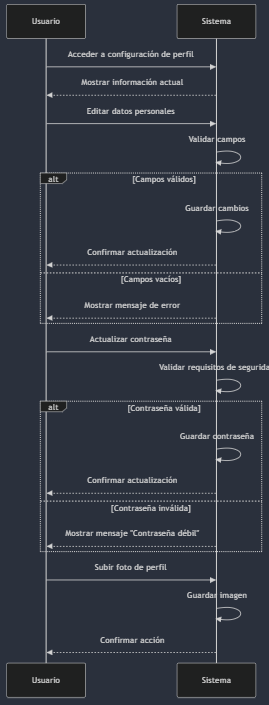 Usuario Sistema
Acceder a configuración de perfil
Mostrar información actual
Editar datos personales
Validar campos
alt [Campos válidos]
Guardar cambios
Confirmar actualización
[Campos vacíos]
Mostrar mensaje de error
Actualizar contraseña
Validar requisitos de segurida
alt [Contraseña válida]
Guardar contraseña
Confirmar actualización
[Contraseña inválida]
Mostrar mensaje "Contraseña débil"
Subir foto de perfil
Guardar imagen
Confirmar acción
Usuario Sistema